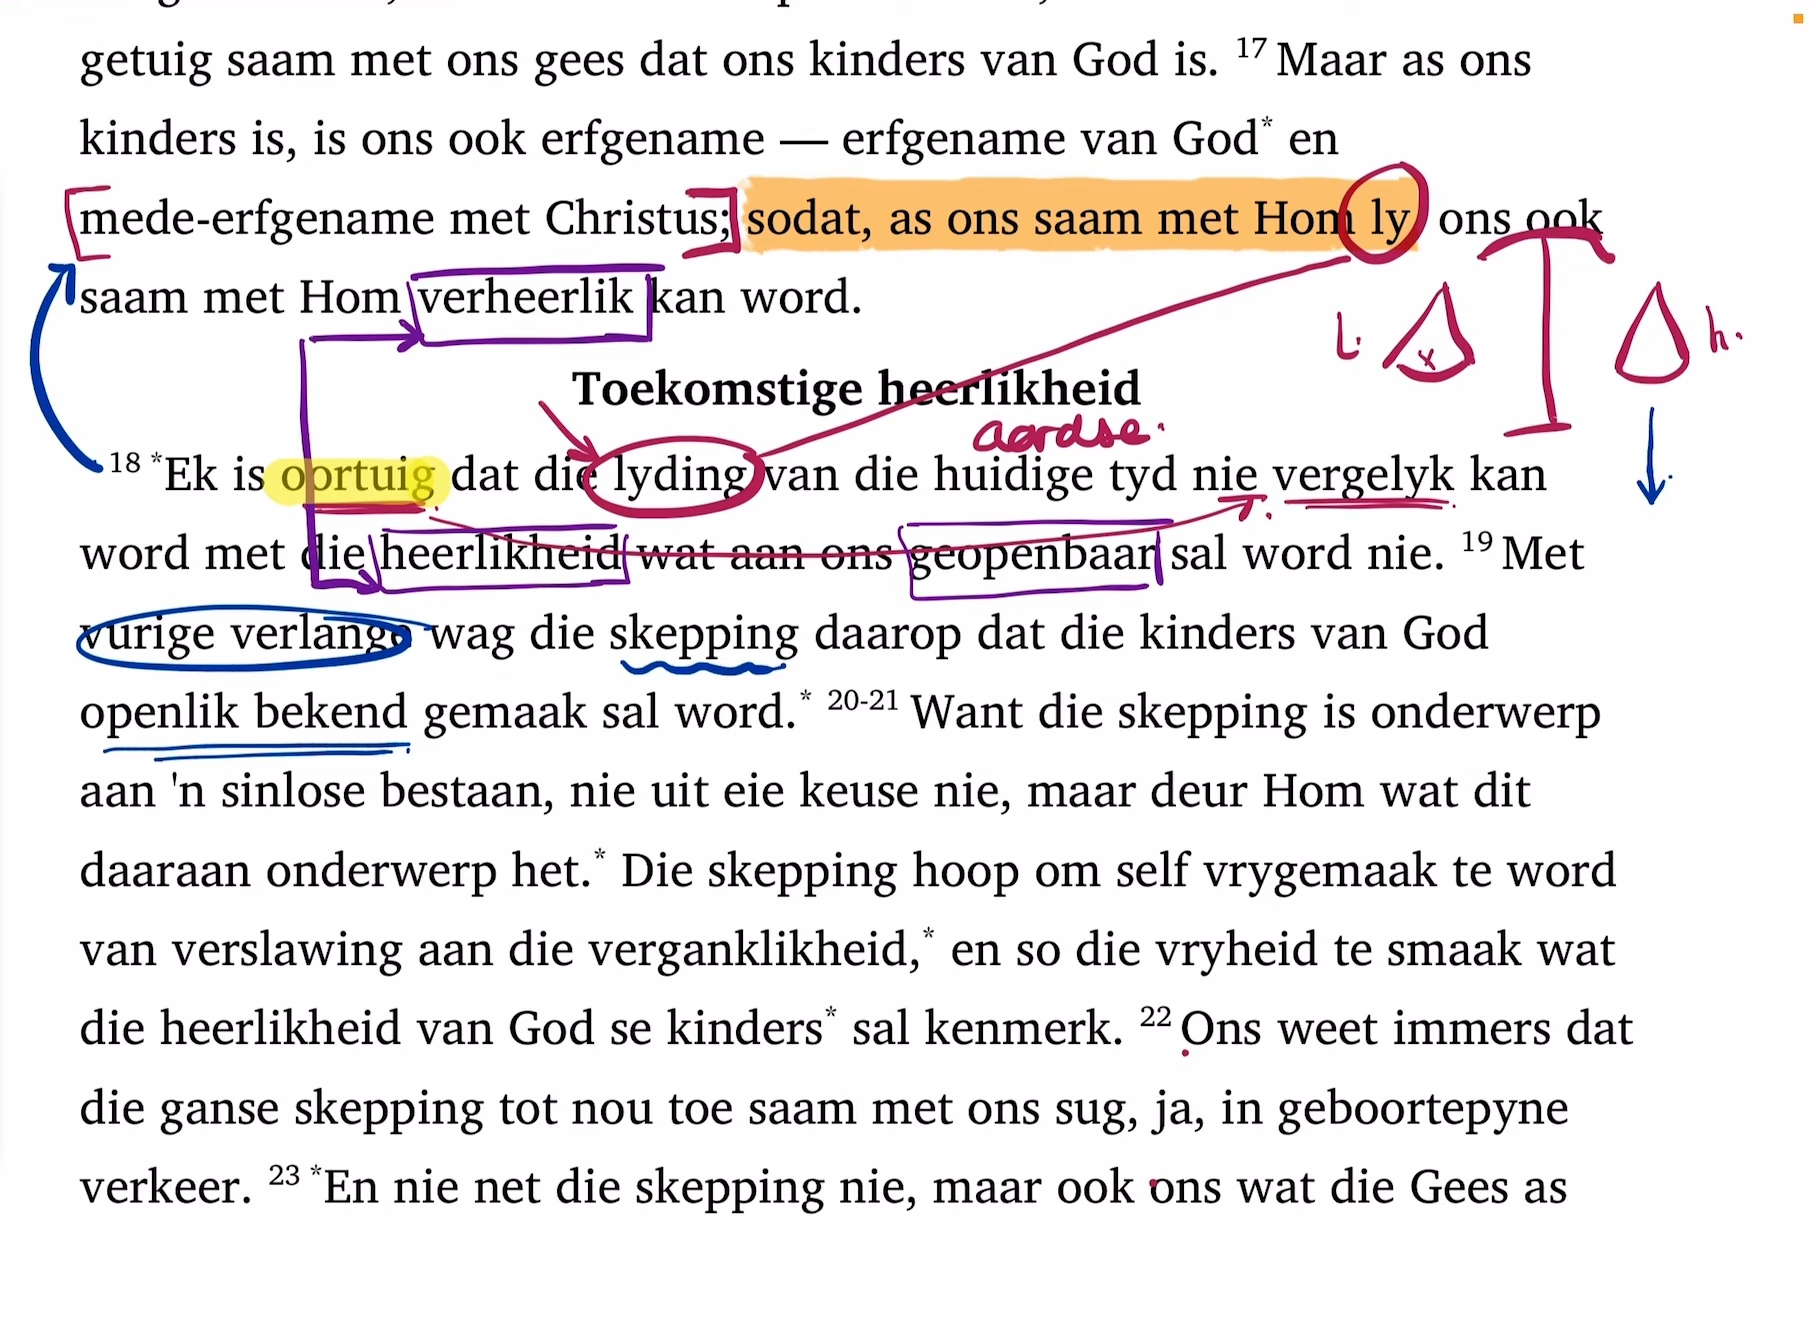 getuig saam met ons gees dat ons kinders van God is. 17 Maar as ons
kinders is, is ons ook erfgename — erfgename van God* en
mede-erfgename met Christus; sodat, as ons saam met Hom ly, ons ook
saam met Hom verheerlik kan word.
L. h.
Toekomstige heerlikheid
aardse.
18 *Ek is oortuig dat die lyding van die huidige tyd nie vergelyk kan
word met die heerlikheid wat aan ons geopenbaar sal word nie. 19 Met
vurige verlange wag die skepping daarop dat die kinders van God
openlik bekend gemaak sal word.* 20-21 Want die skepping is onderwerp
aan 'n sinlose bestaan, nie uit eie keuse nie, maar deur Hom wat dit
daaraan onderwerp het.* Die skepping hoop om self vrygemaak te word
van verslawing aan die verganklikheid,* en so die vryheid te smaak wat
die heerlikheid van God se kinders* sal kenmerk. 22 Ons weet immers dat
die ganse skepping tot nou toe saam met ons sug, ja, in geboortepyne
verkeer. 23 *En nie net die skepping nie, maar ook ons wat die Gees as